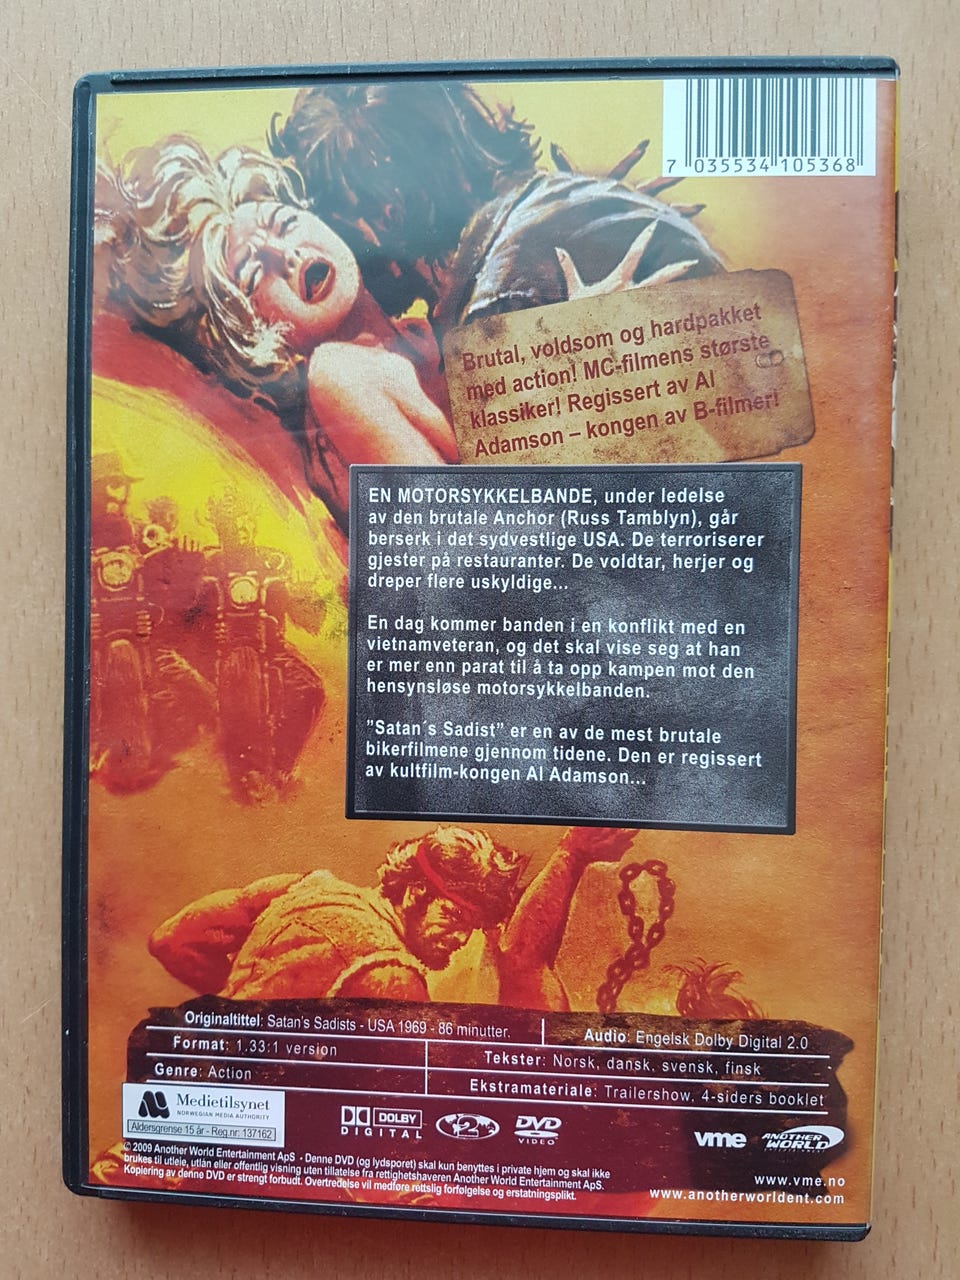 7 035534 105368
Brutal, voldsom og hardpakket
med action! MC-filmens største
klassiker! Regissert av Al
Adamson – kongen av B-filmer!
EN MOTORSYKKELBANDE, under ledelse
av den brutale Anchor (Russ Tamblyn), går
berserk i det sydvestlige USA. De terroriserer
gjester på restauranter. De voldtar, herjer og
dreper flere uskyldige...
En dag kommer banden i en konflikt med en
vietnamveteran, og det skal vise seg at han
er mer enn parat til å ta opp kampen mot den
hensynsløse motorsykkelbanden.
”Satan´s Sadist” er en av de mest brutale
bikerfilmene gjennom tidene. Den er regissert
av kultfilm-kongen Al Adamson...
Originaltittel: Satan's Sadists - USA 1969 - 86 minutter.
Audio: Engelsk Dolby Digital 2.0
Format: 1.33:1 version
Tekster: Norsk, dansk, svensk, finsk
Genre: Action
Ekstramateriale: Trailershow, 4-siders booklet
Medietilsynet
NORWEGIAN MEDIA AUTHORITY
Aldersgrense 15 år - Reg.nr: 137162
DOLBY
DIGITAL
2
DVD
VIDEO
vme
ANOTHER
WORLD
ENTERTAINMENT
© 2009 Another World Entertainment ApS - Denne DVD (og lydsporet) skal kun benyttes i private hjem og skal ikke
brukes til utleie, utlån eller offentlig visning uten tillatelse fra rettighetshaveren Another World Entertainment ApS.
Kopiering av denne DVD er strengt forbudt. Overtredelse vil medføre rettslig forfølgelse og erstatningsplikt.
www.vme.no
www.anotherworldent.com